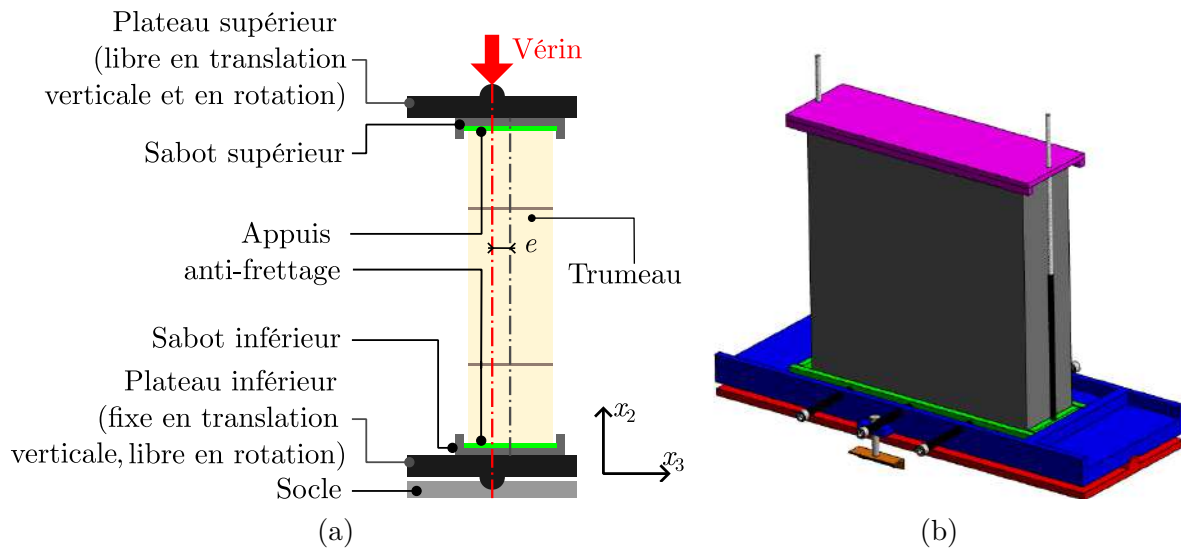 Plateau supérieur
(libre en translation
verticale et en rotation)
Vérin
Sabot supérieur
Appuis
anti-frettage
e
Trumeau
Sabot inférieur
Plateau inférieur
(fixe en translation
verticale, libre en rotation)
Socle
x₂
x₃
(a)
(b)